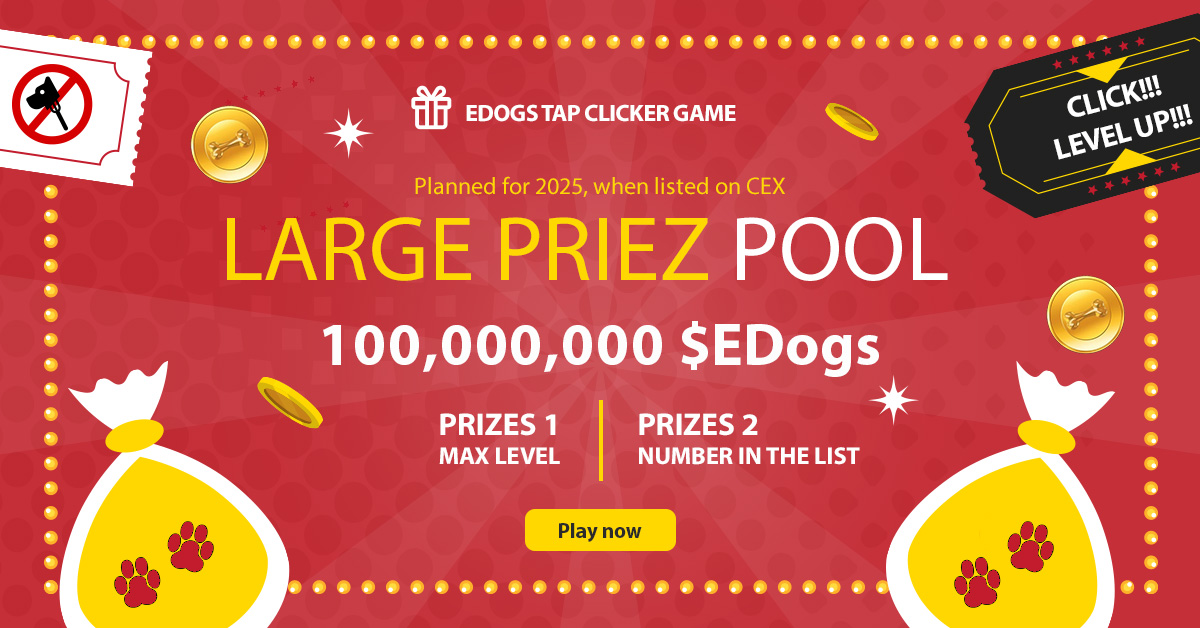 EDOGS TAP CLICKER GAME
CLICK!!!
LEVEL UP!!!
Planned for 2025, when listed on CEX
LARGE PRIEZ POOL
100,000,000 $EDogs
PRIZES 1
MAX LEVEL
PRIZES 2
NUMBER IN THE LIST
Play now